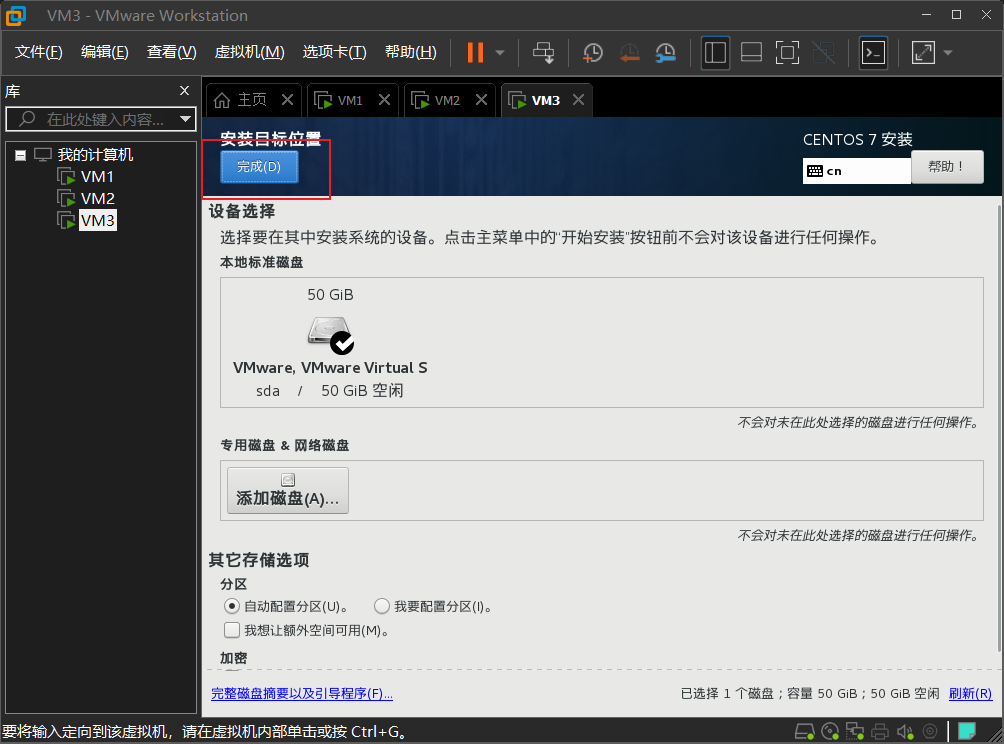 VM3 - VMware Workstation
文件(F) 编辑(E) 查看(V) 虚拟机(M) 选项卡(T) 帮助(H)
库
在此处键入内容...
我的计算机
VM1
VM2
VM3
主页 VM1 VM2 VM3
安装目标位置
完成(D)
CENTOS 7 安装
cn
帮助！
设备选择
选择要在其中安装系统的设备。点击主菜单中的“开始安装”按钮前不会对该设备进行任何操作。
本地标准磁盘
50 GiB
VMware, VMware Virtual S
sda / 50 GiB 空闲
不会对未在此处选择的磁盘进行任何操作。
专用磁盘 & 网络磁盘
添加磁盘(A)...
不会对未在此处选择的磁盘进行任何操作。
其它存储选项
分区
自动配置分区(U)。 我要配置分区(I)。
我想让额外空间可用(M)。
加密
完整磁盘摘要以及引导程序(F)... 已选择 1 个磁盘；容量 50 GiB；50 GiB 空闲 刷新(R)
要将输入定向到该虚拟机，请在虚拟机内部单击或按 Ctrl+G。